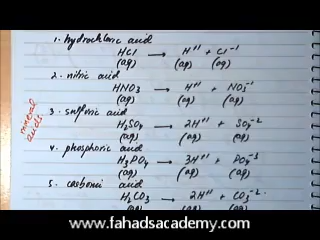 1. hydrochloric acid
HCl → H⁺¹ + Cl⁻¹
(aq) (aq) (aq)
2. nitric acid
HNO3 → H⁺¹ + NO3⁻¹
(aq) (aq) (aq)
3. sulfuric acid
H2SO4 → 2H⁺¹ + SO4⁻²
(aq) (aq) (aq)
4. phosphoric acid
H3PO4 → 3H⁺¹ + PO4⁻³
(aq) (aq) (aq)
5. carbonic acid
H2CO3 → 2H⁺¹ + CO3⁻²
mineral
acids
www.fahadsacademy.com